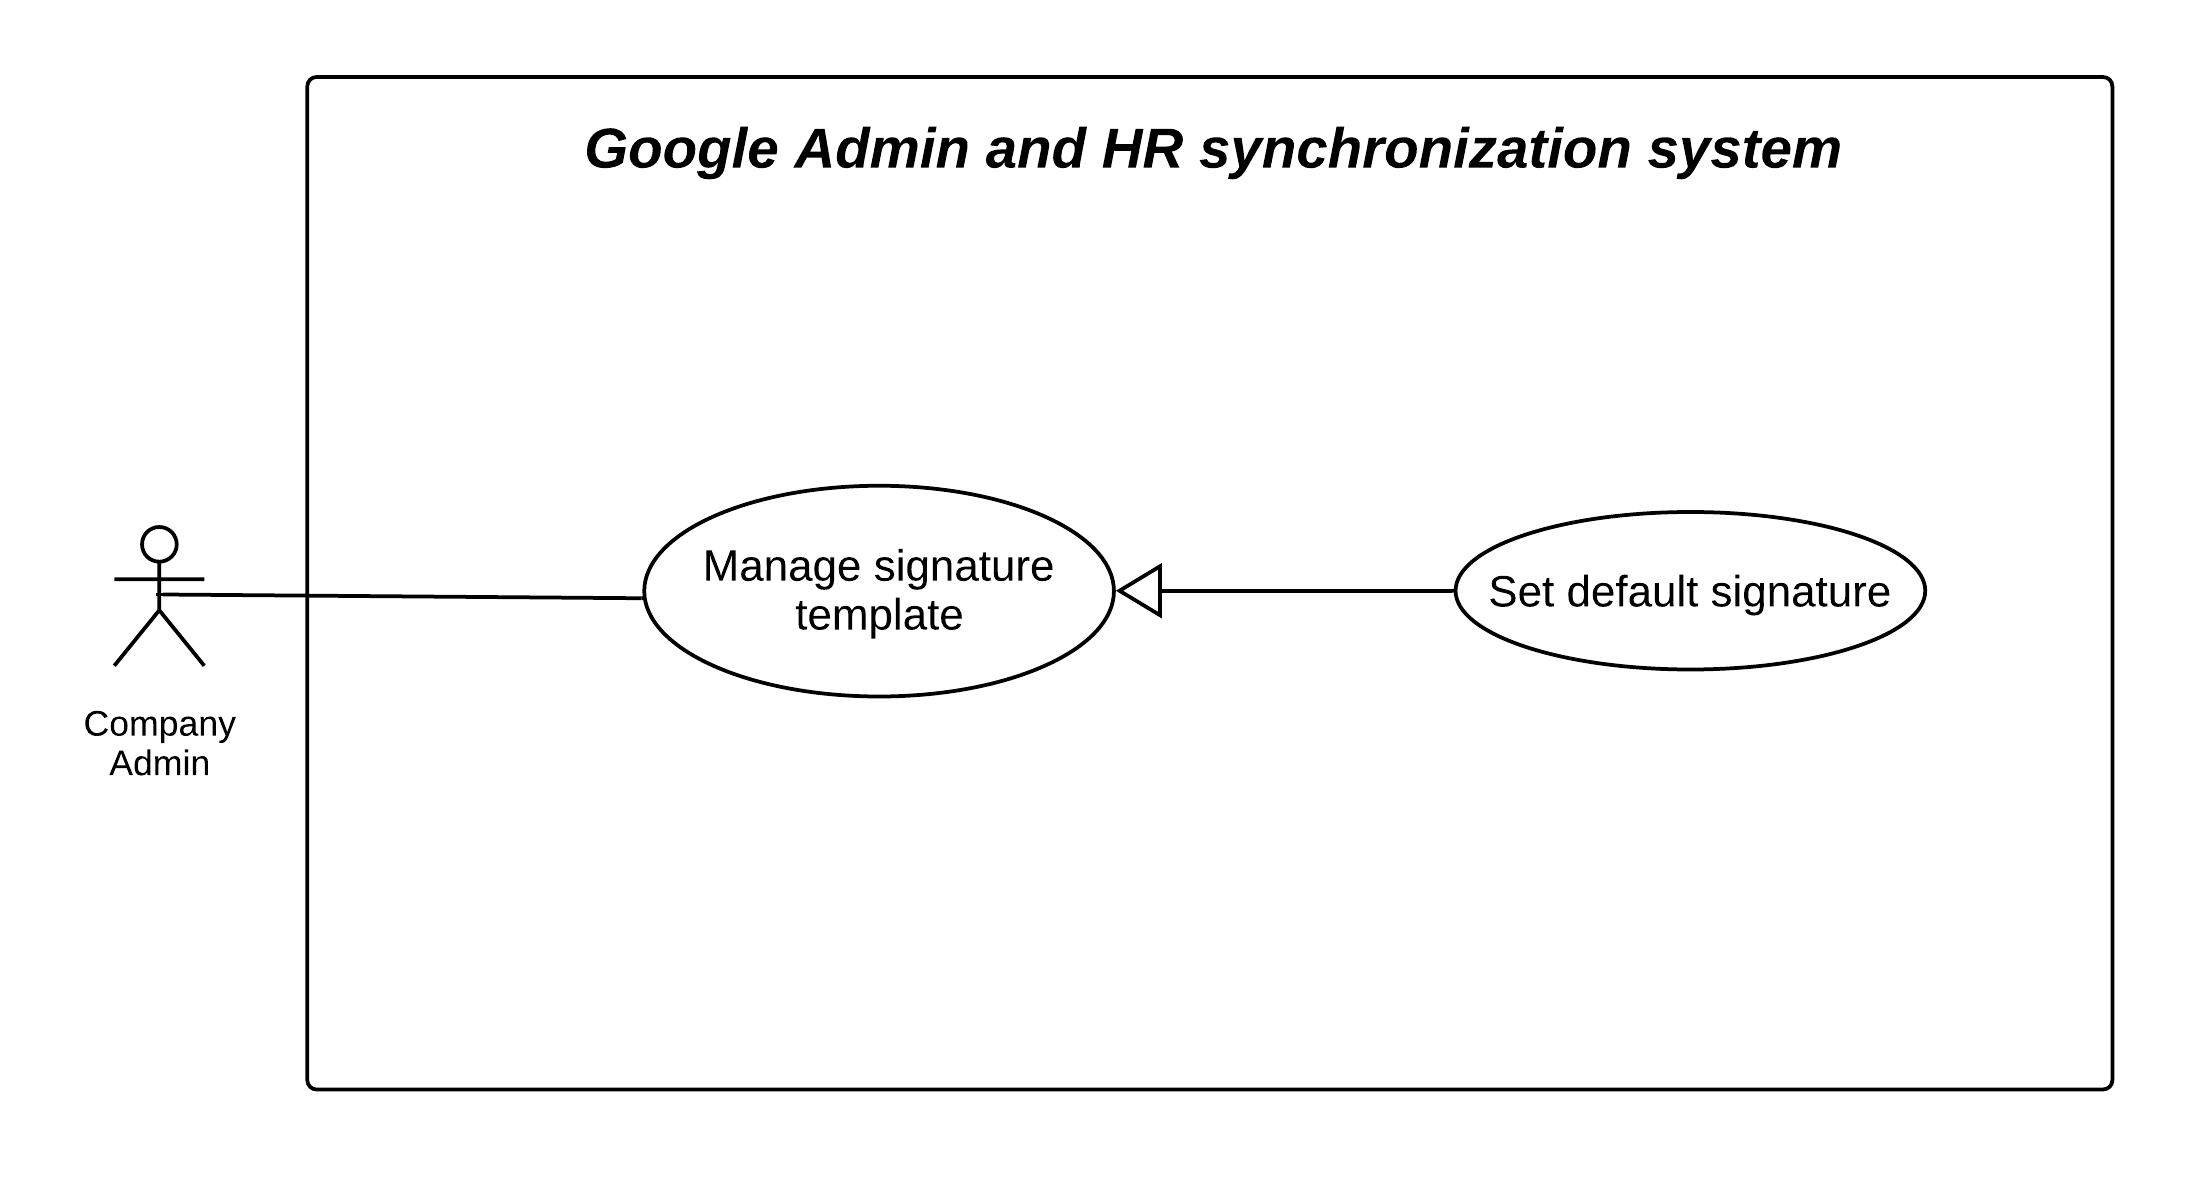 Google Admin and HR synchronization system
Manage signature
template
Set default signature
Company
Admin